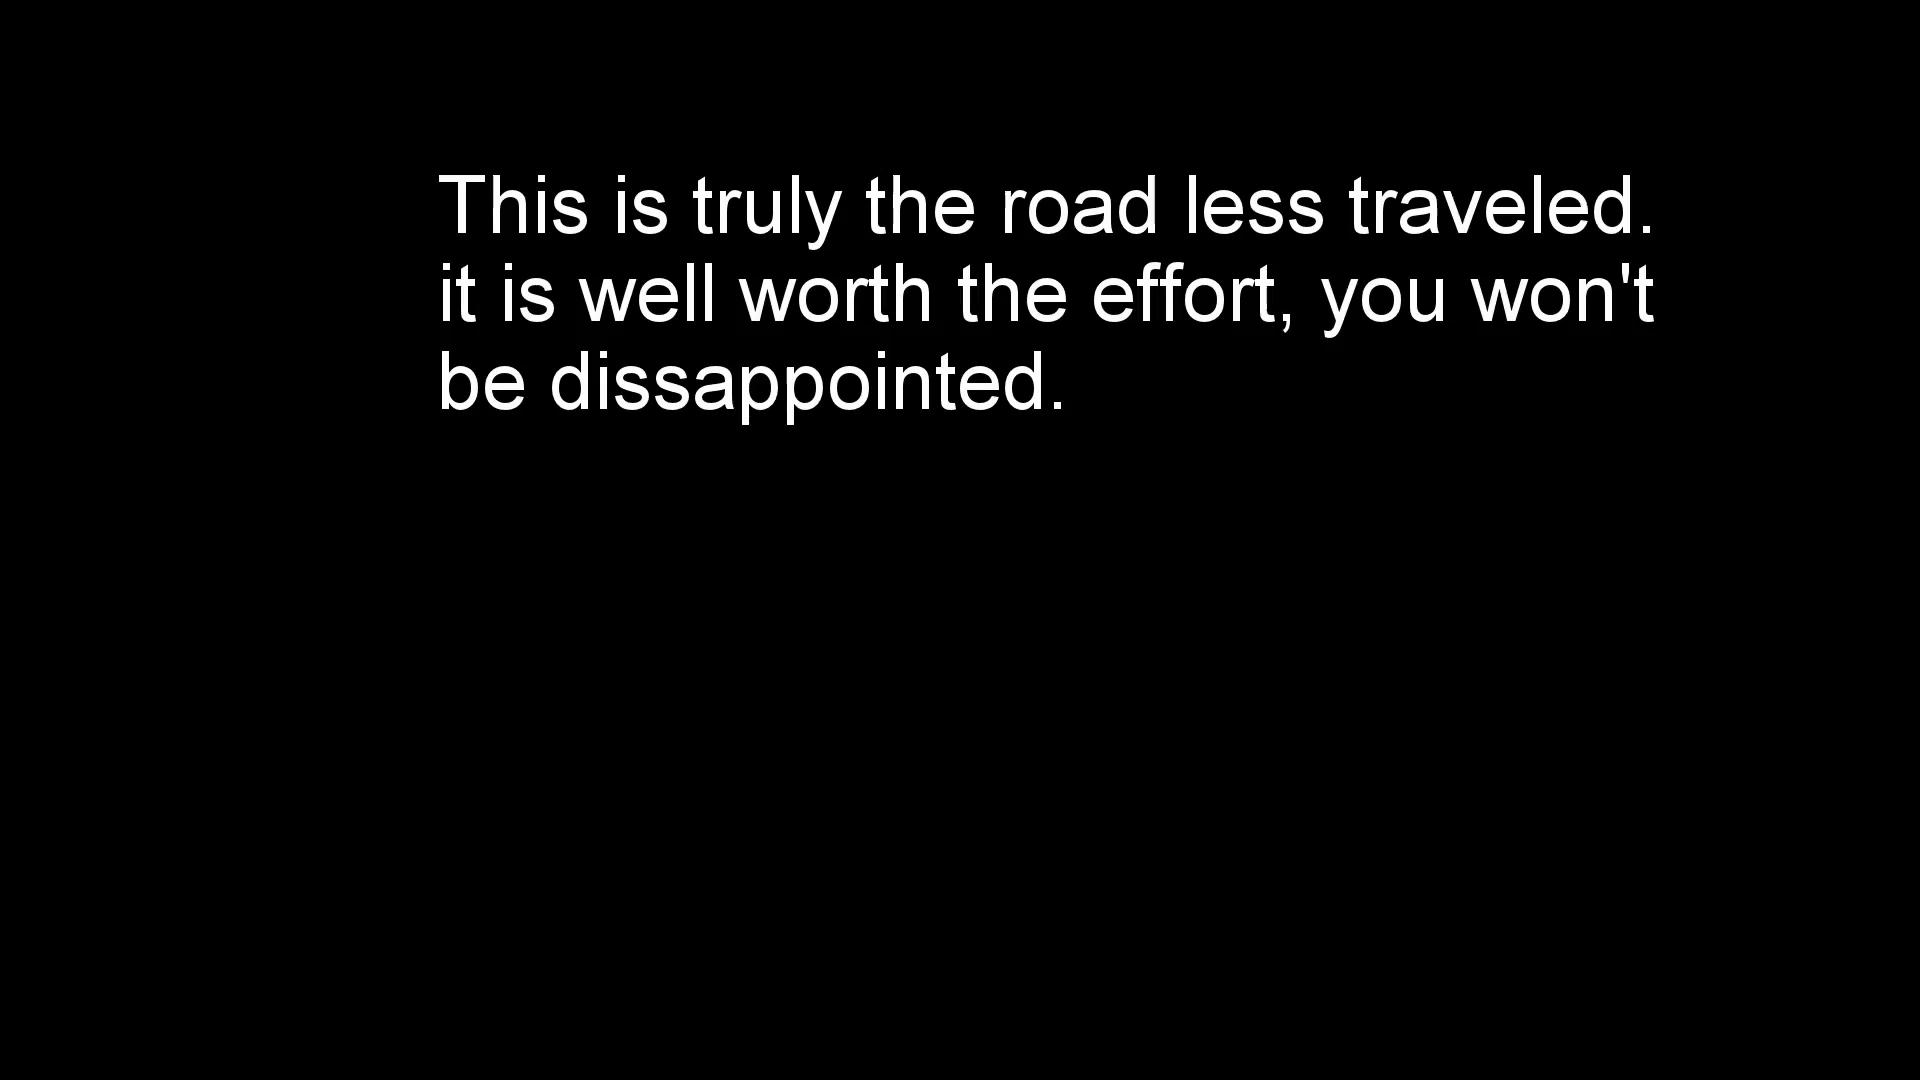 This is truly the road less traveled.
it is well worth the effort, you won't
be dissappointed.